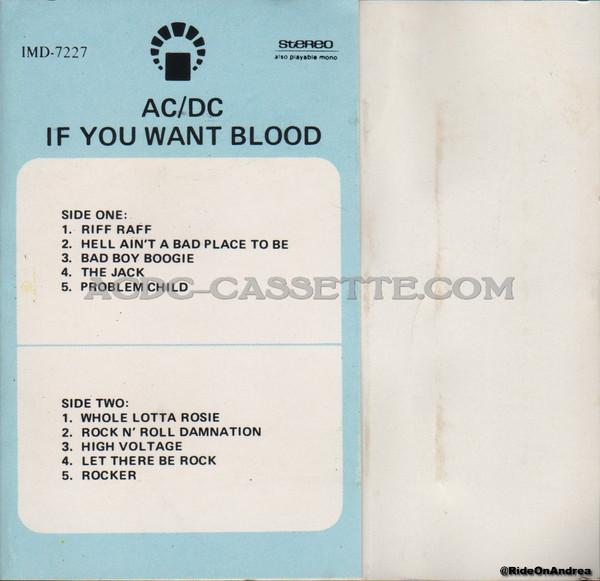 IMD-7227
STEREO
also playable mono
AC/DC
IF YOU WANT BLOOD
SIDE ONE:
1. RIFF RAFF
2. HELL AIN'T A BAD PLACE TO BE
3. BAD BOY BOOGIE
4. THE JACK
5. PROBLEM CHILD
ACDC-CASSETTE.COM
SIDE TWO:
1. WHOLE LOTTA ROSIE
2. ROCK N' ROLL DAMNATION
3. HIGH VOLTAGE
4. LET THERE BE ROCK
5. ROCKER
@RideOnAndrea